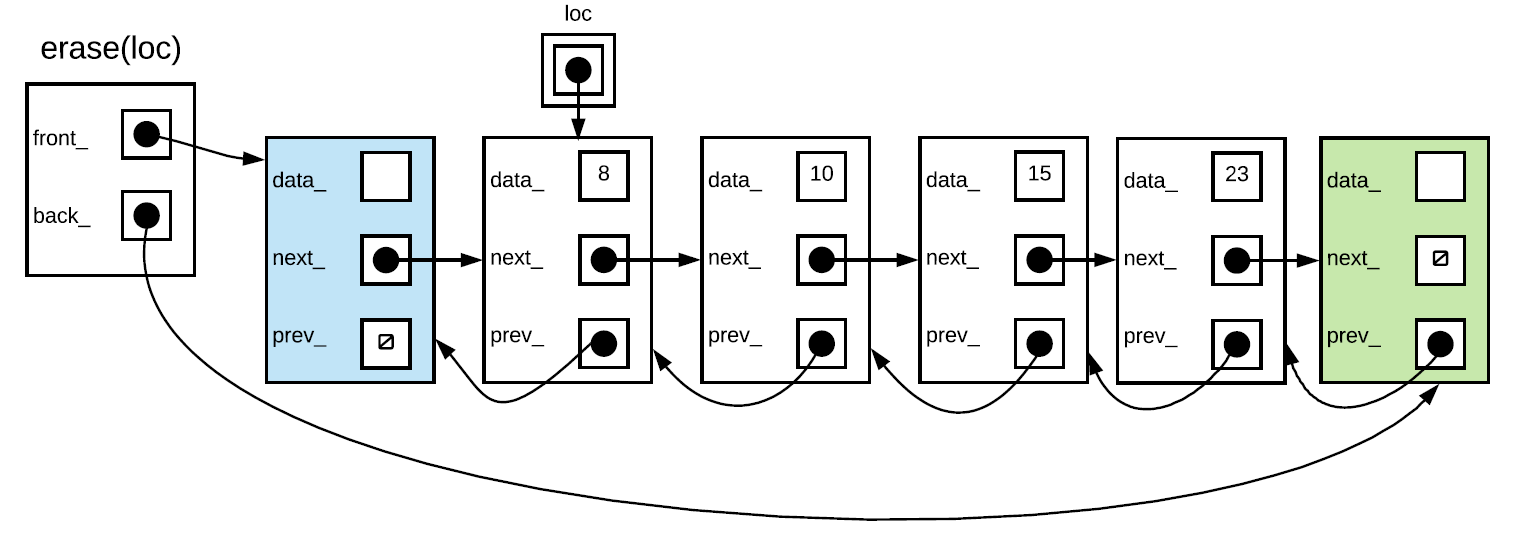 loc
erase(loc)
front_
back_
data_
next_
prev_
data_ 8
next_
prev_
data_ 10
next_
prev_
data_ 15
next_
prev_
data_ 23
next_
prev_
data_
next_
prev_